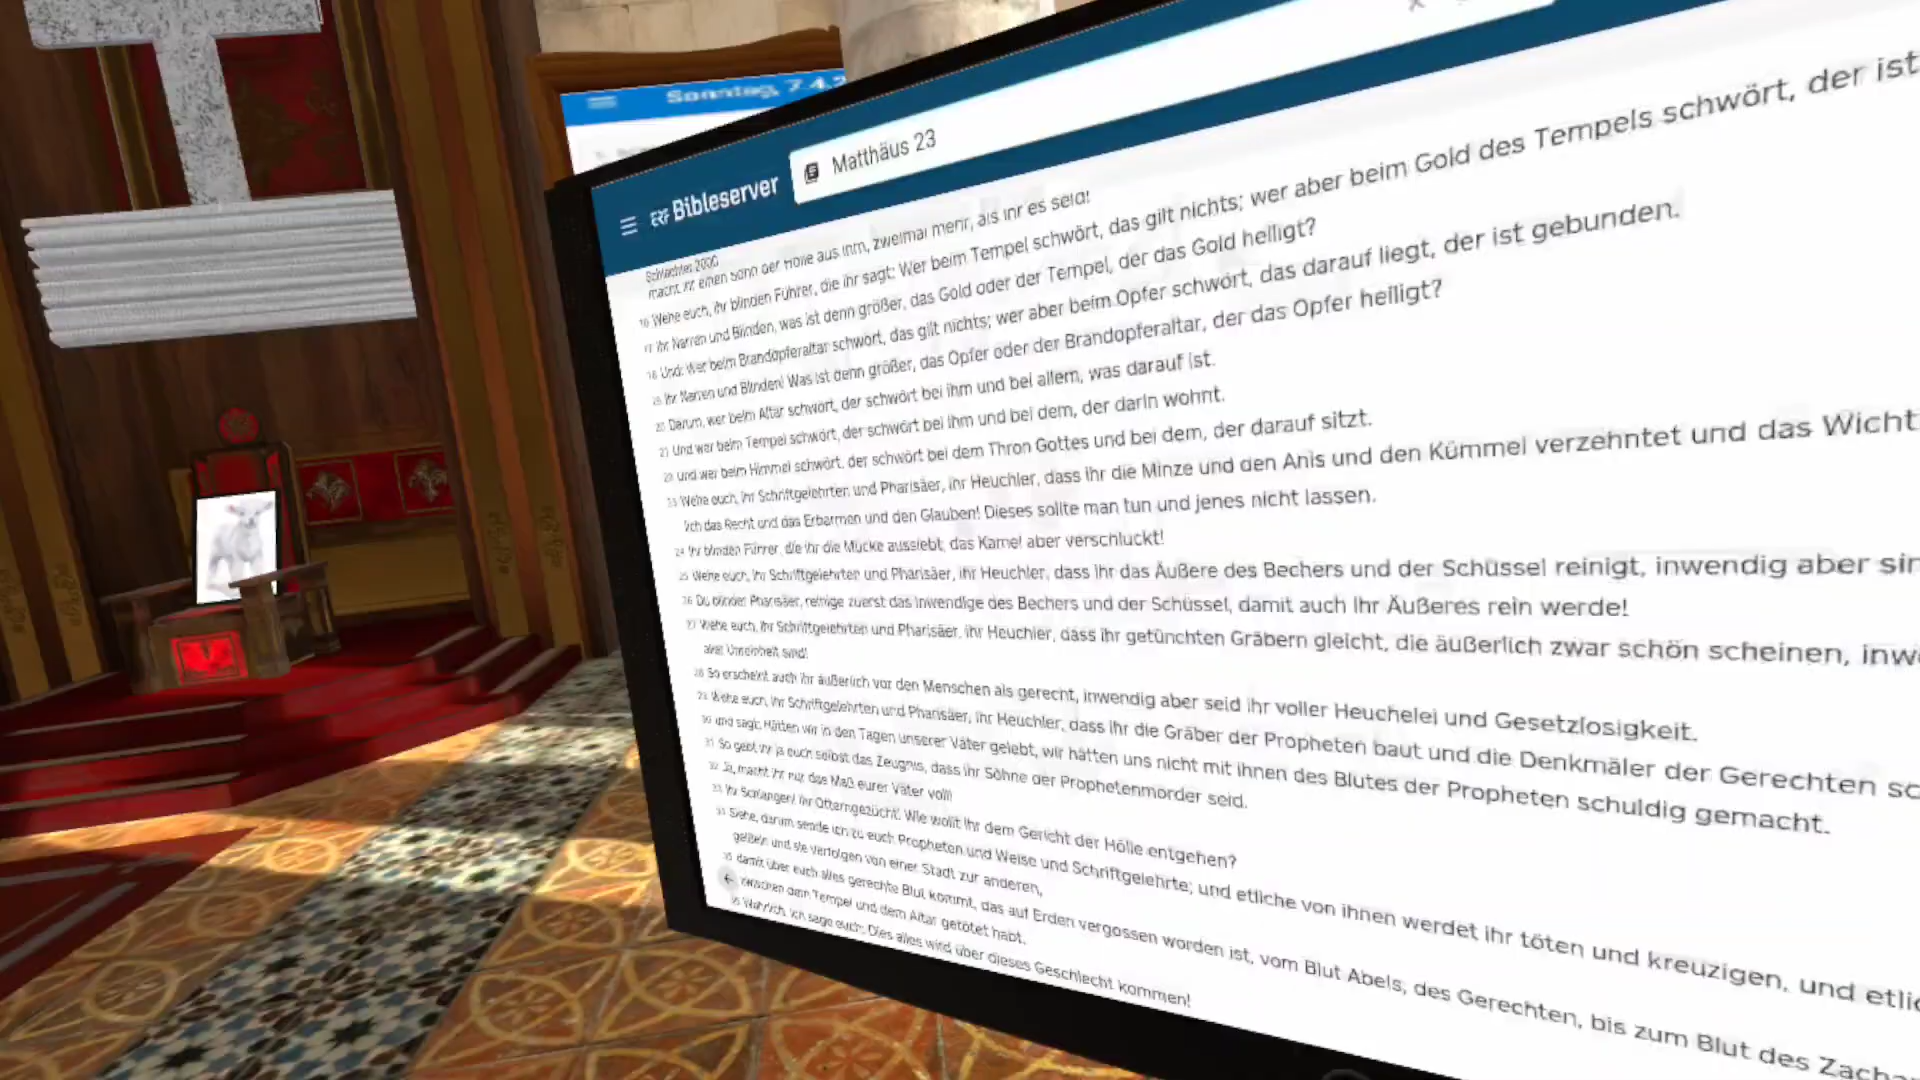 Sonntag, 7.4.2
ERF Bibleserver
Matthäus 23
Schlachter 2000
macht ihr einen Sohn der Hölle aus ihm, zweimal mehr, als ihr es seid!
16 Wehe euch, ihr blinden Führer, die ihr sagt: Wer beim Tempel schwört, das gilt nichts; wer aber beim Gold des Tempels schwört, der ist
17 Ihr Narren und Blinden, was ist denn größer, das Gold oder der Tempel, der das Gold heiligt?
18 Und: Wer beim Brandopferaltar schwört, das gilt nichts; wer aber beim Opfer schwört, das darauf liegt, der ist gebunden.
19 Ihr Narren und Blinden! Was ist denn größer, das Opfer oder der Brandopferaltar, der das Opfer heiligt?
20 Darum, wer beim Altar schwört, der schwört bei ihm und bei allem, was darauf ist.
21 Und wer beim Tempel schwört, der schwört bei ihm und bei dem, der darin wohnt.
22 Und wer beim Himmel schwört, der schwört bei dem Thron Gottes und bei dem, der darauf sitzt.
23 Wehe euch, ihr Schriftgelehrten und Pharisäer, ihr Heuchler, dass ihr die Minze und den Anis und den Kümmel verzehntet und das Wicht
lich das Recht und das Erbarmen und den Glauben! Dieses sollte man tun und jenes nicht lassen.
24 Ihr blinden Führer, die ihr die Mücke aussiebt, das Kamel aber verschluckt!
25 Wehe euch, ihr Schriftgelehrten und Pharisäer, ihr Heuchler, dass ihr das Äußere des Bechers und der Schüssel reinigt, inwendig aber sin
26 Du blinder Pharisäer, reinige zuerst das Inwendige des Bechers und der Schüssel, damit auch ihr Äußeres rein werde!
27 Wehe euch, ihr Schriftgelehrten und Pharisäer, ihr Heuchler, dass ihr getünchten Gräbern gleicht, die äußerlich zwar schön scheinen, inwe
aller Unreinheit sind!
28 So erscheint auch ihr äußerlich vor den Menschen als gerecht, inwendig aber seid ihr voller Heuchelei und Gesetzlosigkeit.
29 Wehe euch, ihr Schriftgelehrten und Pharisäer, ihr Heuchler, dass ihr die Gräber der Propheten baut und die Denkmäler der Gerechten sc
30 und sagt: Hätten wir in den Tagen unserer Väter gelebt, wir hätten uns nicht mit ihnen des Blutes der Propheten schuldig gemacht.
31 So gebt ihr ja euch selbst das Zeugnis, dass ihr Söhne der Prophetenmörder seid.
32 Ja, macht ihr nur das Maß eurer Väter voll!
33 Ihr Schlangen! Ihr Otterngezücht! Wie wollt ihr dem Gericht der Hölle entgehen?
34 Siehe, darum sende ich zu euch Propheten und Weise und Schriftgelehrte; und etliche von ihnen werdet ihr töten und kreuzigen, und etlic
geißeln und sie verfolgen von einer Stadt zur anderen,
35 damit über euch alles gerechte Blut kommt, das auf Erden vergossen worden ist, vom Blut Abels, des Gerechten, bis zum Blut des Zacha
zwischen dem Tempel und dem Altar getötet habt.
36 Wahrlich, ich sage euch: Dies alles wird über dieses Geschlecht kommen!